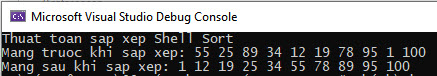 Microsoft Visual Studio Debug Console
Thuat toan sap xep Shell Sort
Mang truoc khi sap xep: 55 25 89 34 12 19 78 95 1 100
Mang sau khi sap xep: 1 12 19 25 34 55 78 89 95 100